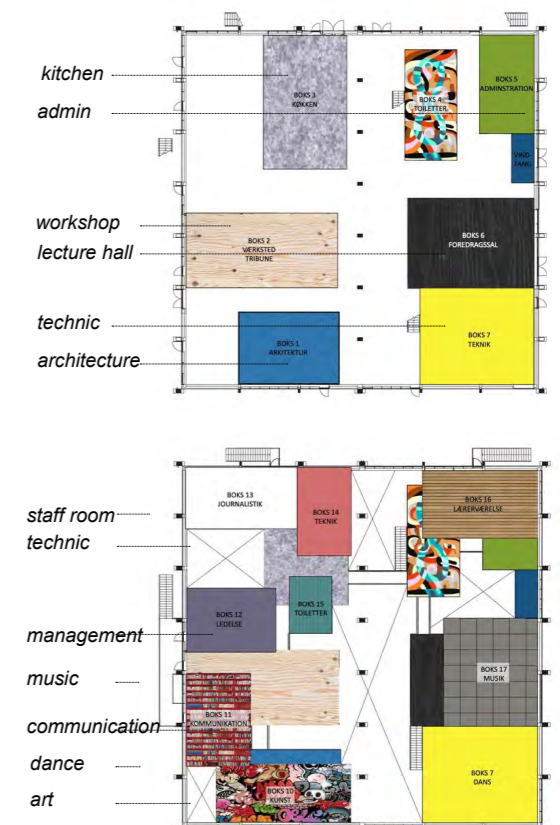 kitchen
admin
workshop
lecture hall
technic
architecture
BOKS 3
KØKKEN
BOKS 4
TOILETTER
BOKS 5
ADMINSTRATION
VIND-
FANG
BOKS 2
VÆRKSTED
TRIBUNE
BOKS 6
FOREDRAGSSAL
BOKS 1
ARKITEKTUR
BOKS 7
TEKNIK
staff room
technic
management
music
communication
dance
art
BOKS 13
JOURNALISTIK
BOKS 14
TEKNIK
BOKS 16
LÆRERVÆRELSE
BOKS 12
LEDELSE
BOKS 15
TOILETTER
BOKS 17
MUSIK
BOKS 11
KOMMUNIKATION
BOKS 10
KUNST
BOKS 7
DANS